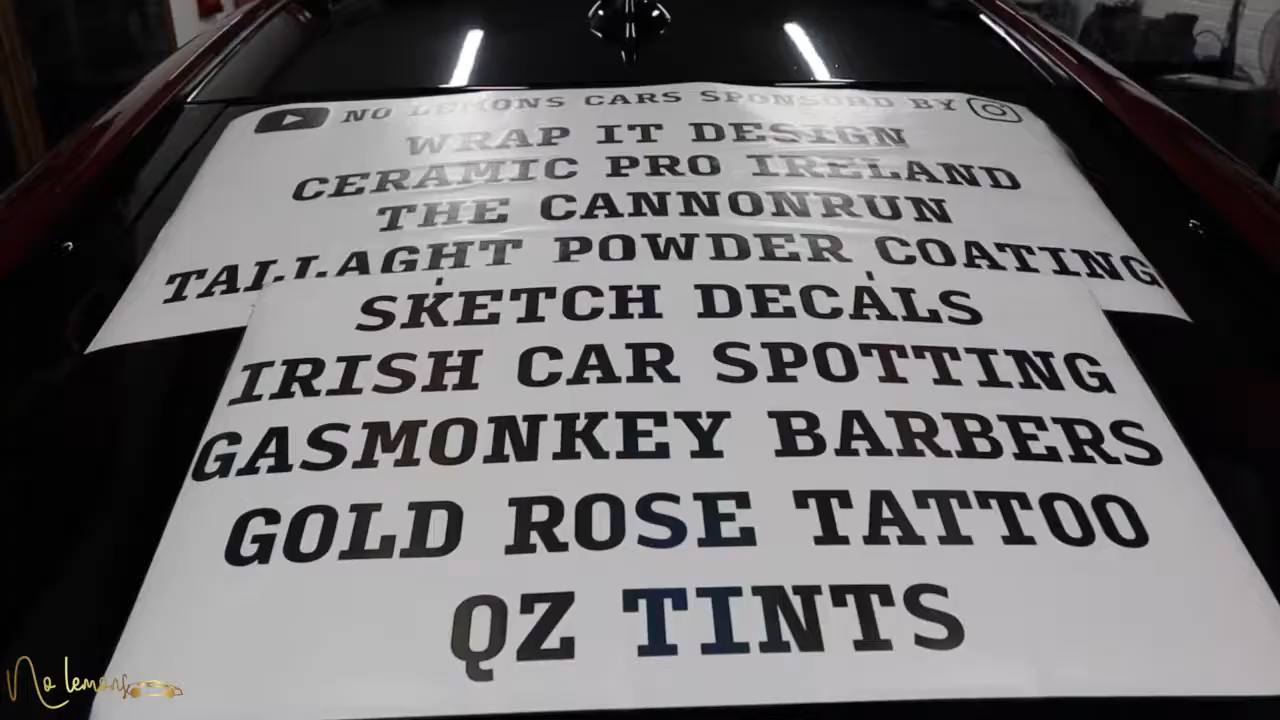 NO LEMONS CARS SPONSORD BY
WRAP IT DESIGN
CERAMIC PRO IRELAND
THE CANNONRUN
TALLAGHT POWDER COATING
SKETCH DECALS
IRISH CAR SPOTTING
GASMONKEY BARBERS
GOLD ROSE TATTOO
QZ TINTS
No lemons